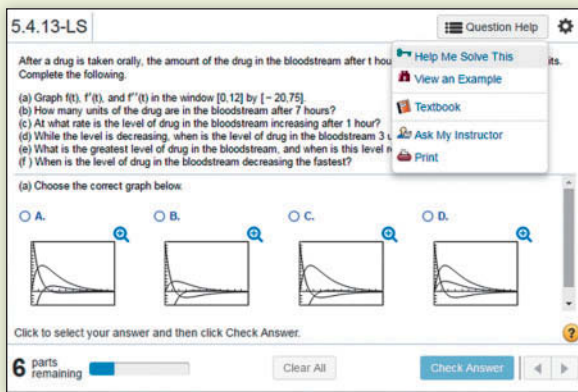 5.4.13-LS
Question Help
After a drug is taken orally, the amount of the drug in the bloodstream after t hou its.
Complete the following.
(a) Graph f(t), f'(t), and f''(t) in the window [0,12] by [-20,75].
(b) How many units of the drug are in the bloodstream after 7 hours?
(c) At what rate is the level of drug in the bloodstream increasing after 1 hour?
(d) While the level is decreasing, when is the level of drug in the bloodstream 3 u
(e) What is the greatest level of drug in the bloodstream, and when is this level r
(f) When is the level of drug in the bloodstream decreasing the fastest?
Help Me Solve This
View an Example
Textbook
Ask My Instructor
Print
(a) Choose the correct graph below.
A.
B.
C.
D.
Click to select your answer and then click Check Answer.
?
6 parts
remaining
Clear All
Check Answer